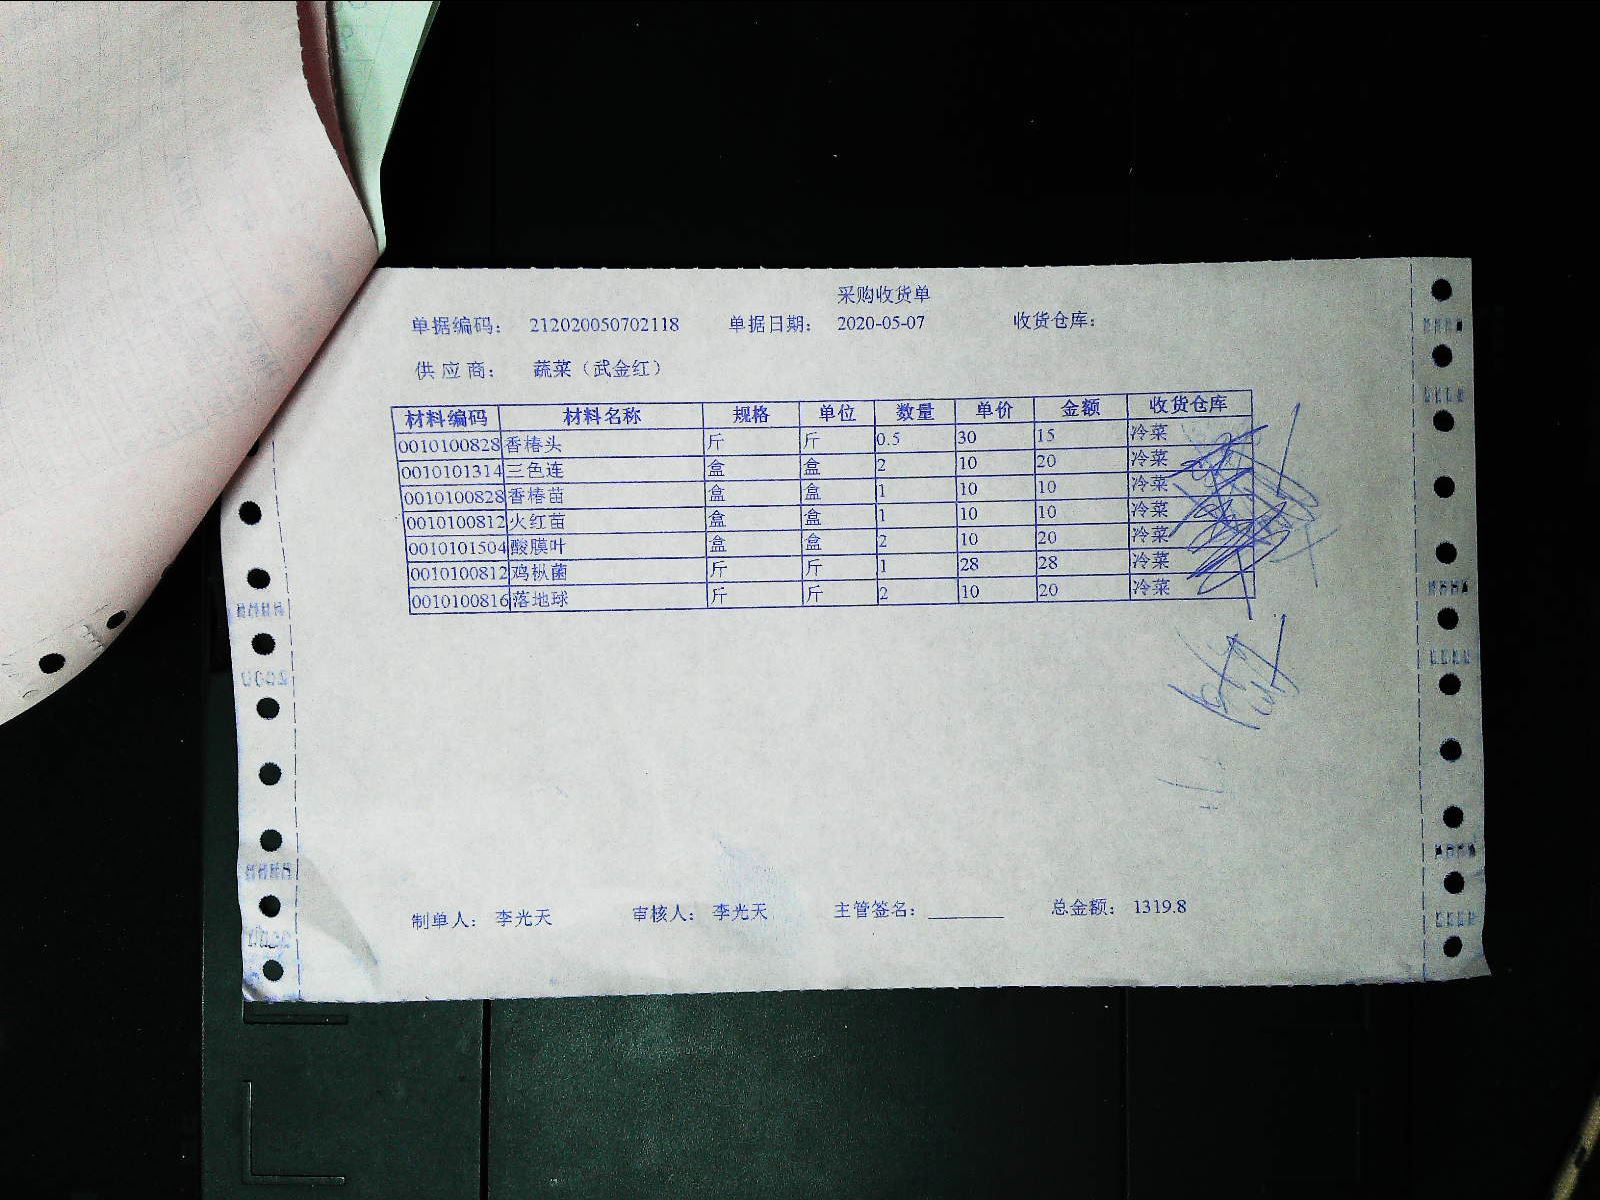 采购收货单
单据编码： 212020050702118 单据日期： 2020-05-07 收货仓库：
供应商： 蔬菜（武金红）
材料编码 材料名称 规格 单位 数量 单价 金额 收货仓库
0010100828 香椿头 斤 斤 0.5 30 15 冷菜
0010101314 三色连 盒 盒 2 10 20 冷菜
0010100828 香椿苗 盒 盒 1 10 10 冷菜
0010100812 火红苗 盒 盒 1 10 10 冷菜
0010101504 酸膜叶 盒 盒 2 10 20 冷菜
0010100812 鸡枞菌 斤 斤 1 28 28 冷菜
0010100816 落地球 斤 斤 2 10 20 冷菜
制单人： 李光天 审核人： 李光天 主管签名： ________ 总金额： 1319.8